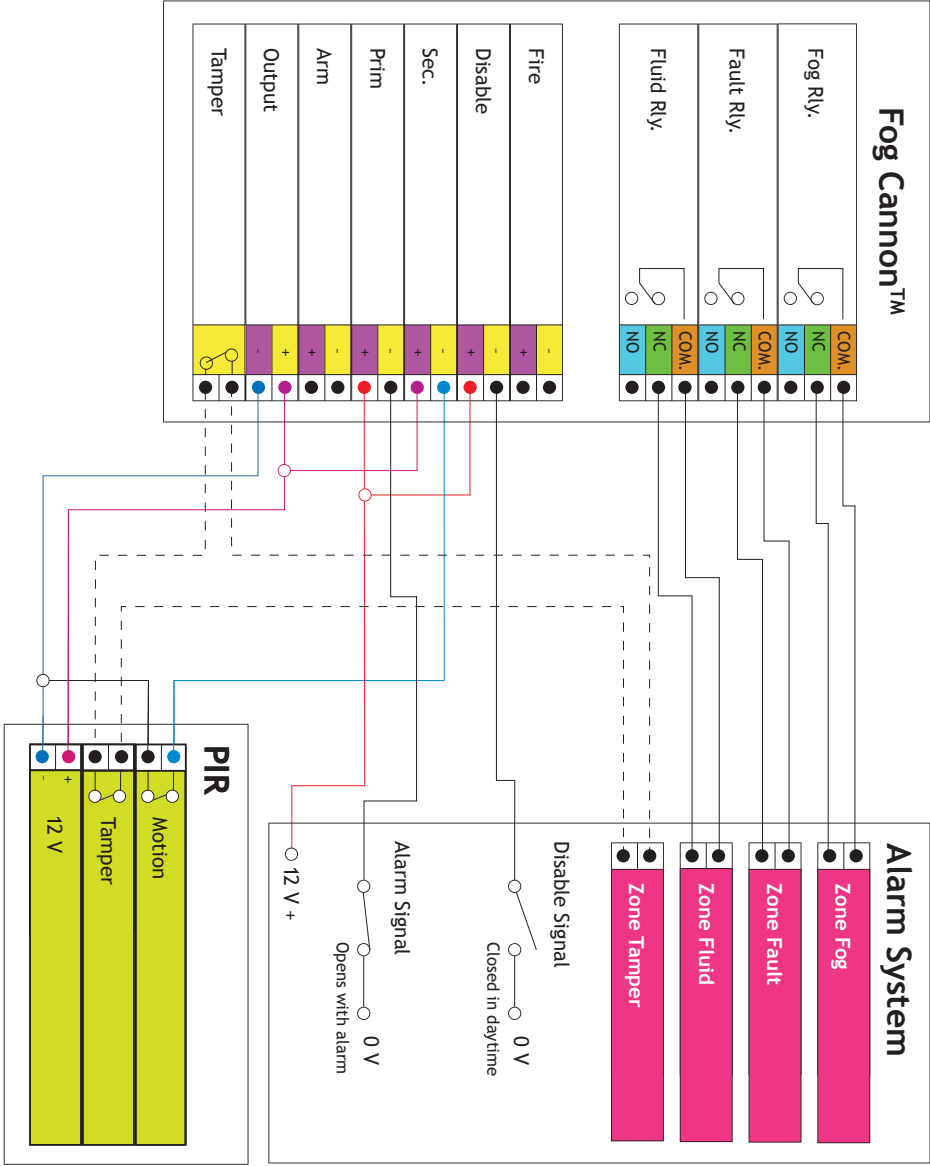 Fog Cannon™
Fog Rly.
COM.
NC
NO
Fault Rly.
COM.
NC
NO
Fluid Rly.
COM.
NC
NO
Fire
-
+
Disable
-
+
Sec.
-
+
Prim
-
+
Arm
-
+
Output
+
-
Tamper
Alarm System
Zone Fog
Zone Fault
Zone Fluid
Zone Tamper
Disable Signal
0 V
Closed in daytime
Alarm Signal
0 V
Opens with alarm
12 V +
PIR
Motion
Tamper
+
-
12 V